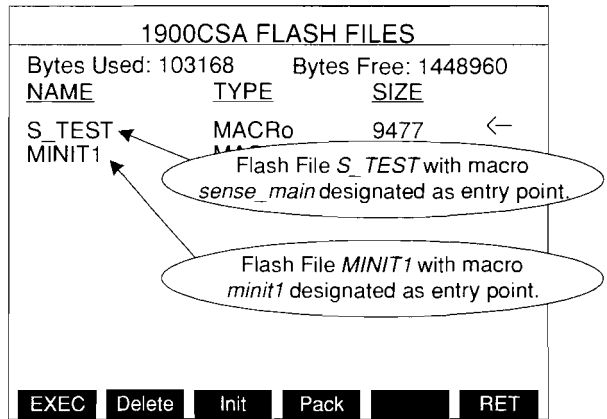 1900CSA FLASH FILES
Bytes Used: 103168 Bytes Free: 1448960
NAME TYPE SIZE
S_TEST MACRo 9477 ←
MINIT1
Flash File S_TEST with macro
sense_main designated as entry point.
Flash File MINIT1 with macro
minit1 designated as entry point.
EXEC Delete Init Pack RET